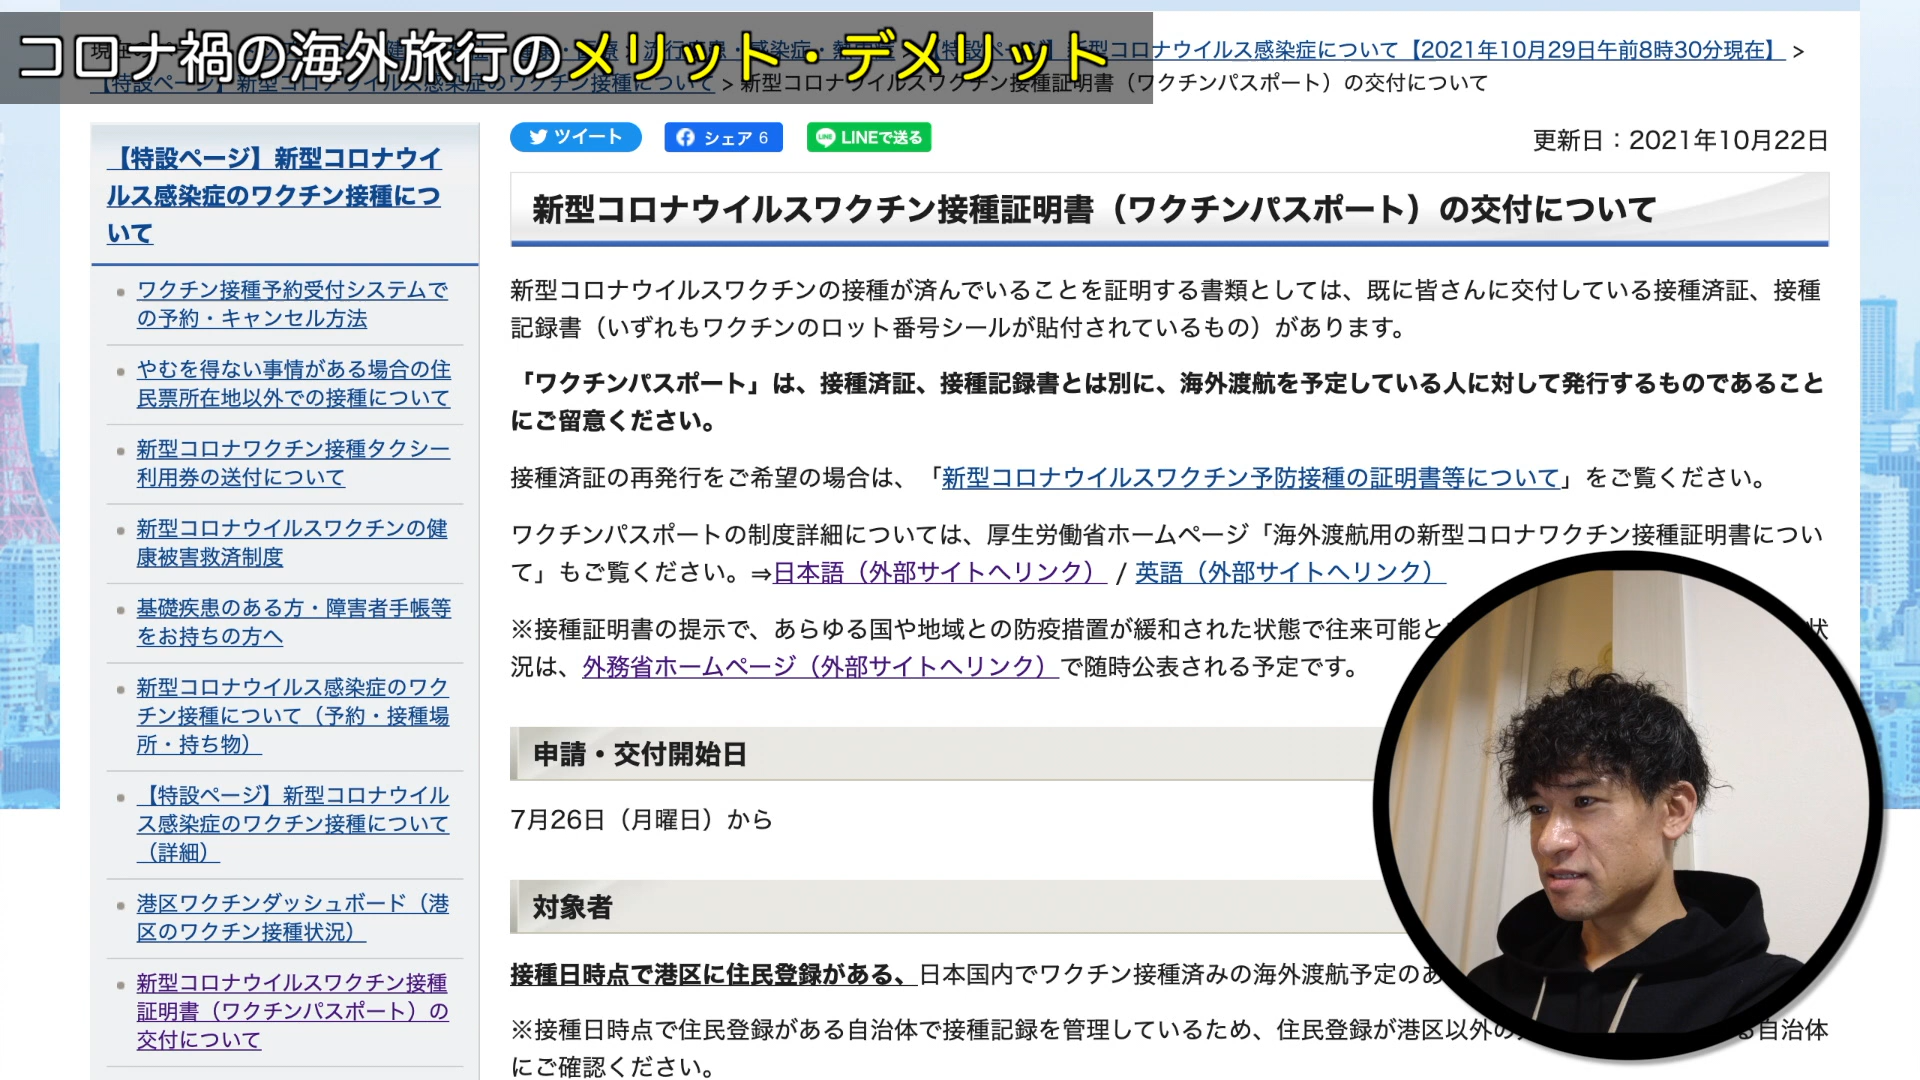 コロナ禍の海外旅行のメリット・デメリット
新型コロナウイルス感染症について【2021年10月29日午前8時30分現在】 >
【特設ページ】新型コロナウイルス感染症のワクチン接種について > 新型コロナウイルスワクチン接種証明書（ワクチンパスポート）の交付について
【特設ページ】新型コロナウイ
ルス感染症のワクチン接種につ
いて
ワクチン接種予約受付システムで
の予約・キャンセル方法
やむを得ない事情がある場合の住
民票所在地以外での接種について
新型コロナワクチン接種タクシー
利用券の送付について
新型コロナウイルスワクチンの健
康被害救済制度
基礎疾患のある方・障害者手帳等
をお持ちの方へ
新型コロナウイルス感染症のワク
チン接種について（予約・接種場
所・持ち物）
【特設ページ】新型コロナウイル
ス感染症のワクチン接種について
（詳細）
港区ワクチンダッシュボード（港
区のワクチン接種状況）
新型コロナウイルスワクチン接種
証明書（ワクチンパスポート）の
交付について
ツイート シェア 6 LINEで送る
更新日：2021年10月22日
新型コロナウイルスワクチン接種証明書（ワクチンパスポート）の交付について
新型コロナウイルスワクチンの接種が済んでいることを証明する書類としては、既に皆さんに交付している接種済証、接種
記録書（いずれもワクチンのロット番号シールが貼付されているもの）があります。
「ワクチンパスポート」は、接種済証、接種記録書とは別に、海外渡航を予定している人に対して発行するものであること
にご留意ください。
接種済証の再発行をご希望の場合は、「新型コロナウイルスワクチン予防接種の証明書等について」をご覧ください。
ワクチンパスポートの制度詳細については、厚生労働省ホームページ「海外渡航用の新型コロナワクチン接種証明書につい
て」もご覧ください。⇒日本語（外部サイトへリンク） / 英語（外部サイトへリンク）
※接種証明書の提示で、あらゆる国や地域との防疫措置が緩和された状態で往来可能と 状
況は、外務省ホームページ（外部サイトへリンク）で随時公表される予定です。
申請・交付開始日
7月26日（月曜日）から
対象者
接種日時点で港区に住民登録がある、日本国内でワクチン接種済みの海外渡航予定のあ
※接種日時点で住民登録がある自治体で接種記録を管理しているため、住民登録が港区以外の 自治体
にご確認ください。